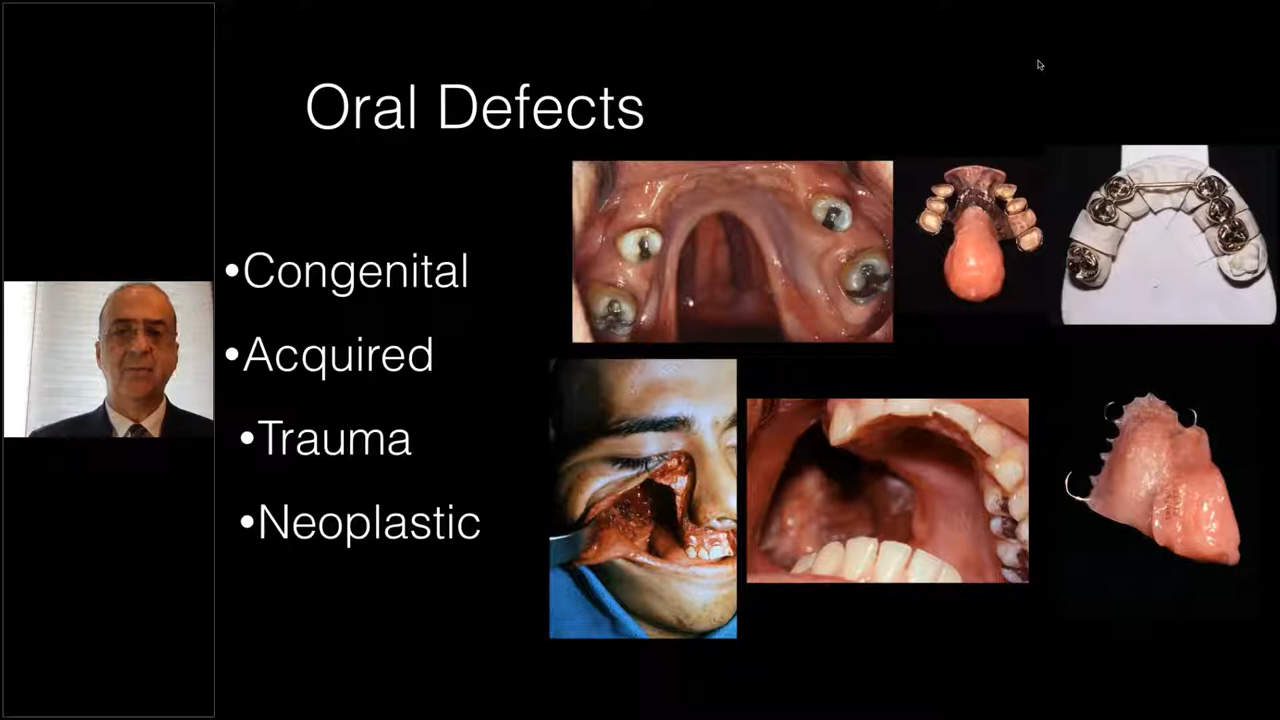 Oral Defects
•Congenital
•Acquired
•Trauma
•Neoplastic